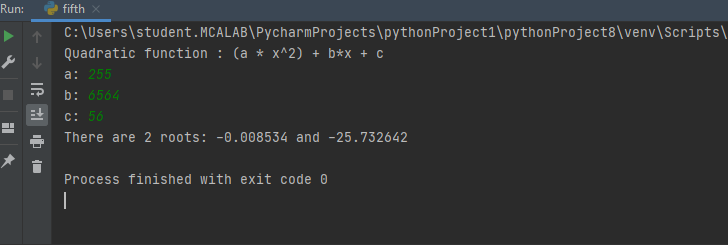 Run: fifth
C:\Users\student.MCALAB\PycharmProjects\pythonProject1\pythonProject8\venv\Scripts\
Quadratic function : (a * x^2) + b*x + c
a: 255
b: 6564
c: 56
There are 2 roots: -0.008534 and -25.732642
Process finished with exit code 0